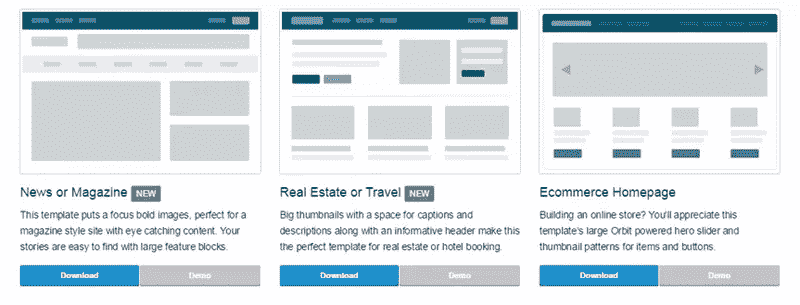 News or Magazine NEW
This template puts a focus bold images, perfect for a
magazine style site with eye catching content. Your
stories are easy to find with large feature blocks.
Download Demo
Real Estate or Travel NEW
Big thumbnails with a space for captions and
descriptions along with an informative header make this
the perfect template for real estate or hotel booking.
Download Demo
Ecommerce Homepage
Building an online store? You'll appreciate this
template's large Orbit powered hero slider and
thumbnail patterns for items and buttons.
Download Demo